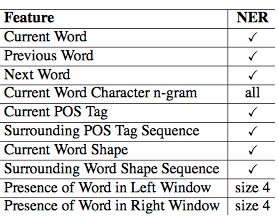 Feature NER
Current Word ✓
Previous Word ✓
Next Word ✓
Current Word Character n-gram all
Current POS Tag ✓
Surrounding POS Tag Sequence ✓
Current Word Shape ✓
Surrounding Word Shape Sequence ✓
Presence of Word in Left Window size 4
Presence of Word in Right Window size 4